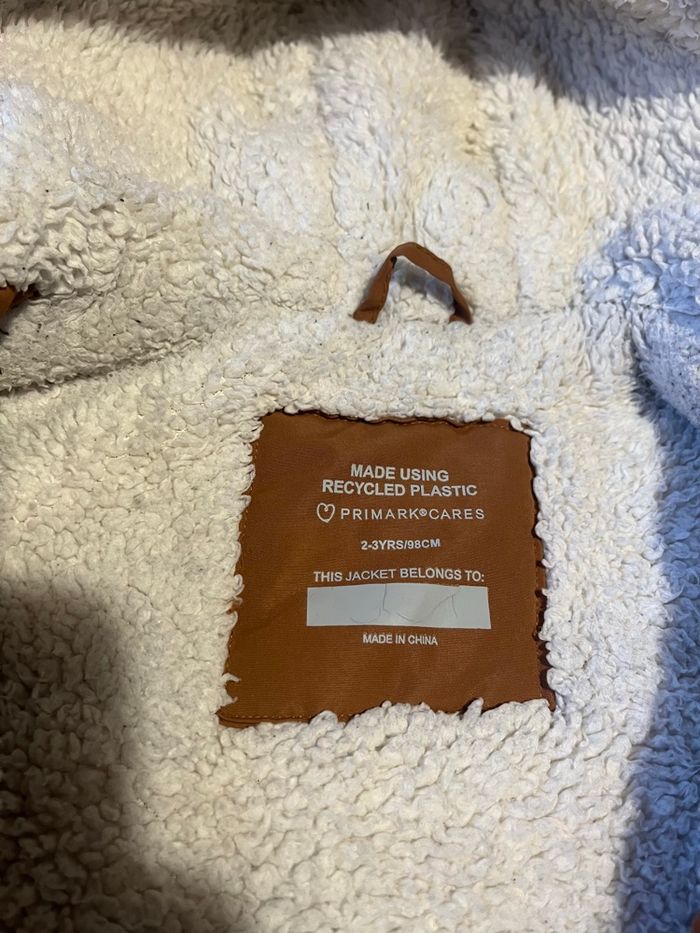 MADE USING
RECYCLED PLASTIC
PRIMARK®CARES
2-3YRS/98CM
THIS JACKET BELONGS TO:
MADE IN CHINA